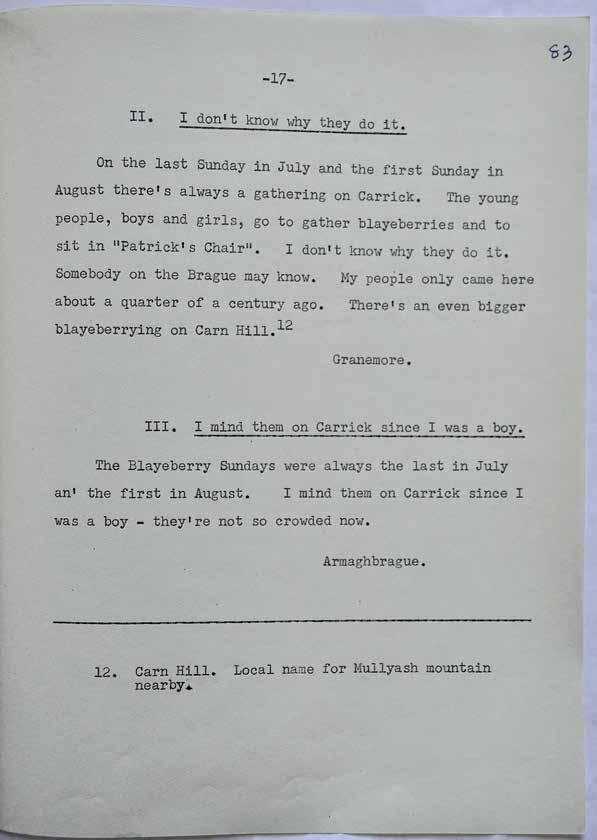 83
-17-
II. I don't know why they do it.
On the last Sunday in July and the first Sunday in
August there's always a gathering on Carrick. The young
people, boys and girls, go to gather blayeberries and to
sit in "Patrick's Chair". I don't know why they do it.
Somebody on the Brague may know. My people only came here
about a quarter of a century ago. There's an even bigger
blayeberrying on Carn Hill.12
Granemore.
III. I mind them on Carrick since I was a boy.
The Blayeberry Sundays were always the last in July
an' the first in August. I mind them on Carrick since I
was a boy - they're not so crowded now.
Armaghbrague.
12. Carn Hill. Local name for Mullyash mountain
nearby.